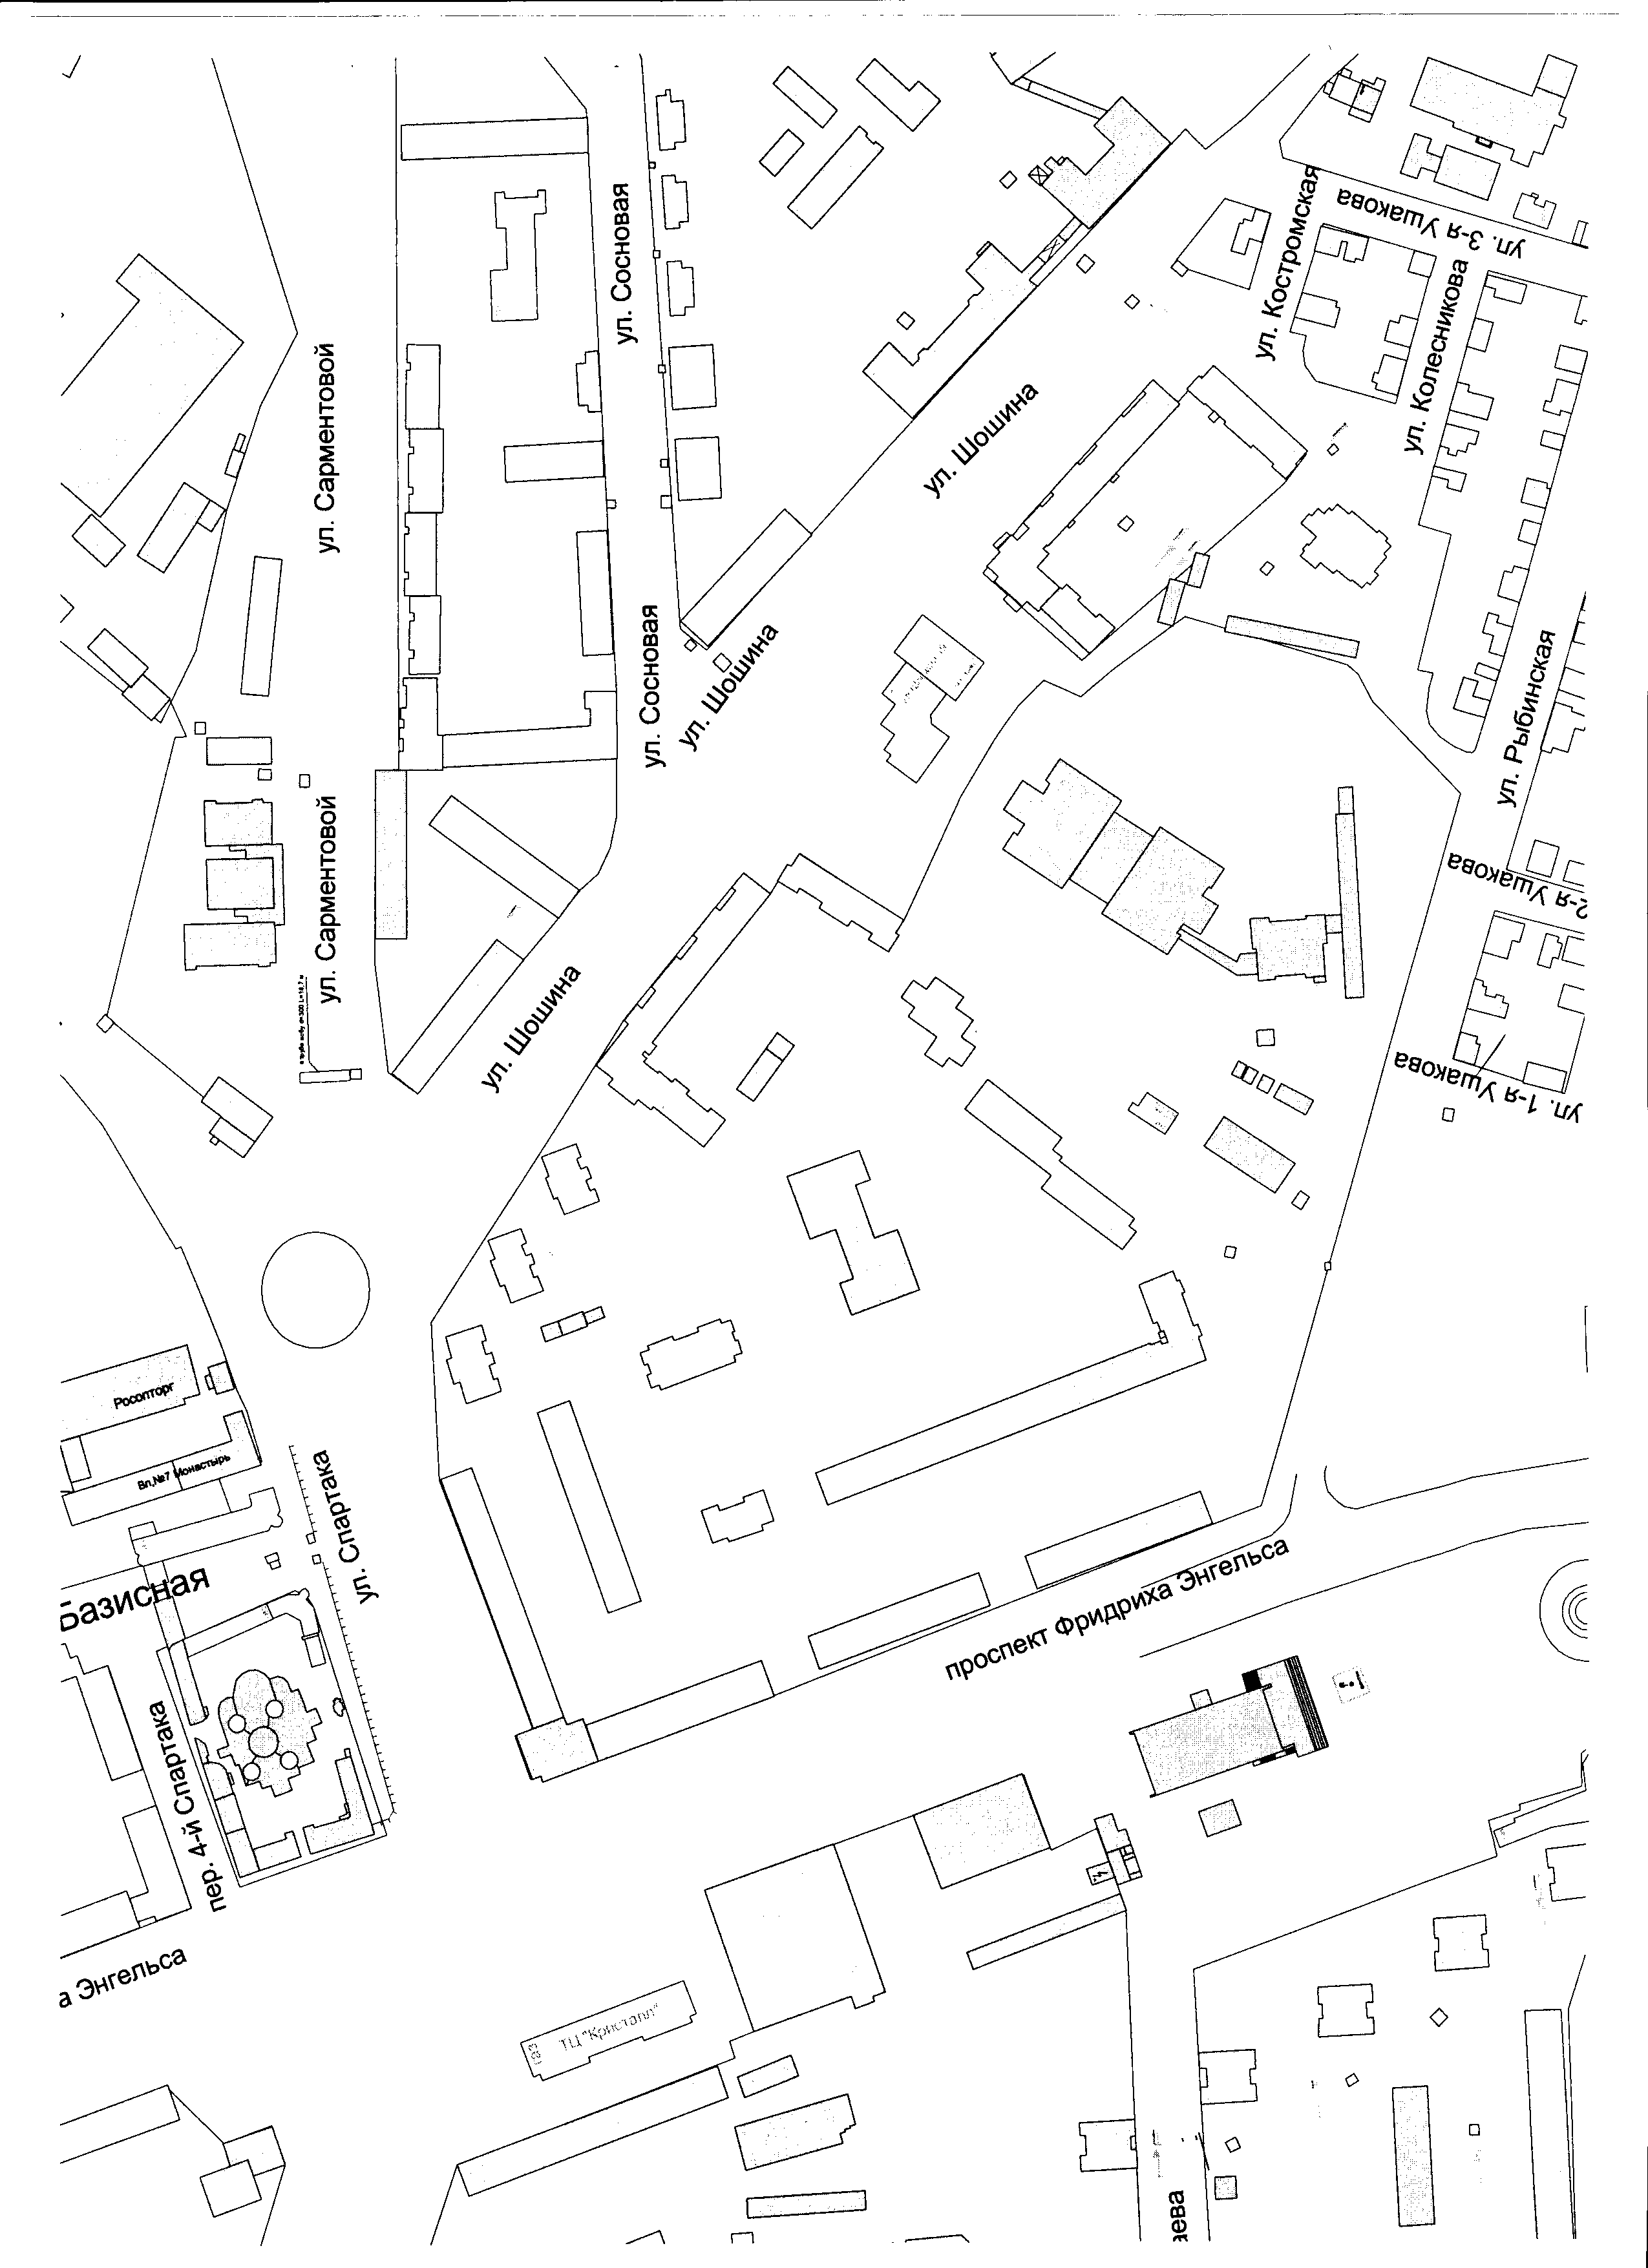 ул. 3-я Ушакова
ул. Костромская
ул. Сосновая
ул. Колесникова
ул. Сарментовой
ул. Шошина
ул. Сосновая
ул. Шошина
ул. Рыбинская
ул. Сарментовой
2-я Ушакова
ул. Шошина
ул. 1-я Ушакова
Росопторг
Вл.№7 Монастырь
ул. Спартака
Базисная
проспект Фридриха Энгельса
пер. 4-й Спартака
а Энгельса
ТЦ "Кристалл"
аева